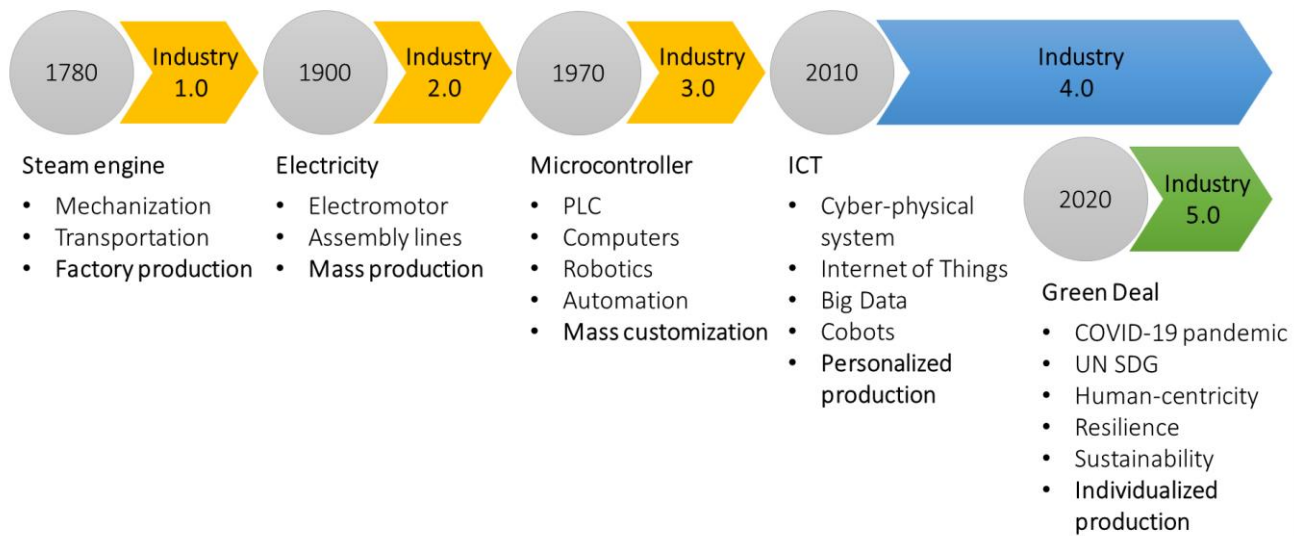 1780
Industry
1.0
1900
Industry
2.0
1970
Industry
3.0
2010
Industry
4.0
Steam engine
• Mechanization
• Transportation
• Factory production
Electricity
• Electromotor
• Assembly lines
• Mass production
Microcontroller
• PLC
• Computers
• Robotics
• Automation
• Mass customization
ICT
• Cyber-physical
system
• Internet of Things
• Big Data
• Cobots
• Personalized
production
2020
Industry
5.0
Green Deal
• COVID-19 pandemic
• UN SDG
• Human-centricity
• Resilience
• Sustainability
• Individualized
production